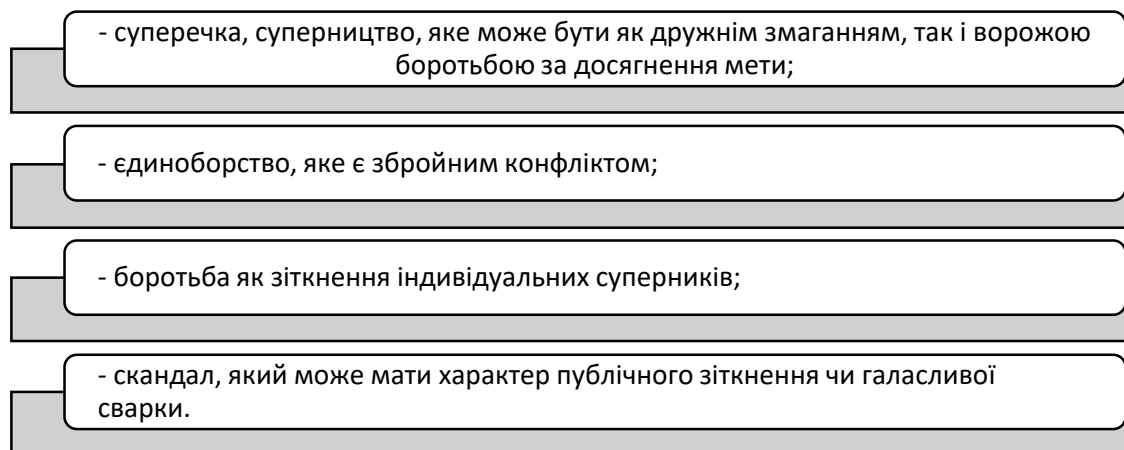 - суперечка, суперництво, яке може бути як дружнім змаганням, так і ворожою
боротьбою за досягнення мети;
- єдиноборство, яке є збройним конфліктом;
- боротьба як зіткнення індивідуальних суперників;
- скандал, який може мати характер публічного зіткнення чи галасливої
сварки.